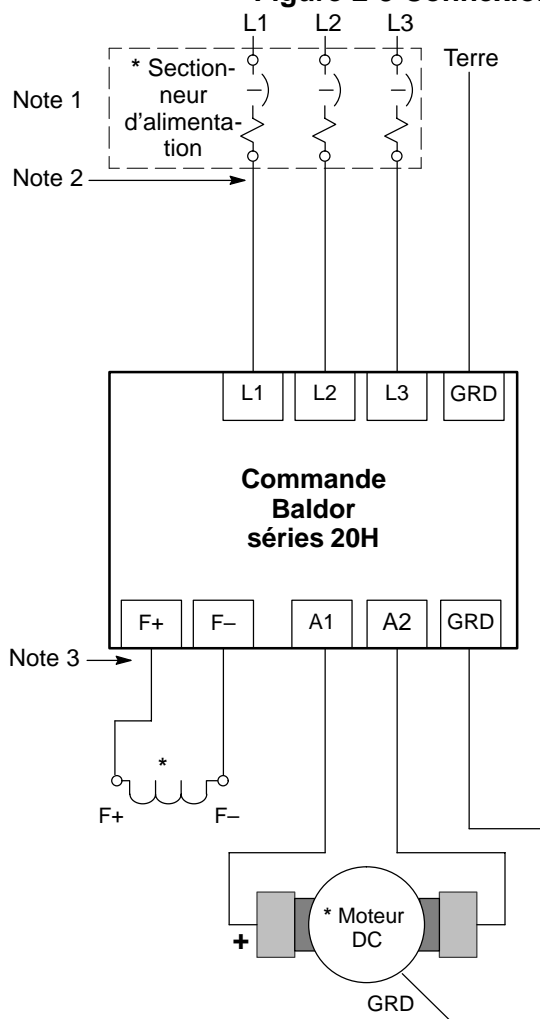 L1 L2 L3
Terre
* Section-
neur
d’alimenta-
tion
Note 1
Note 2
L1 L2 L3 GRD
Commande
Baldor
séries 20H
F+ F– A1 A2 GRD
Note 3
*
F+ F–
* Moteur
DC
+
GRD